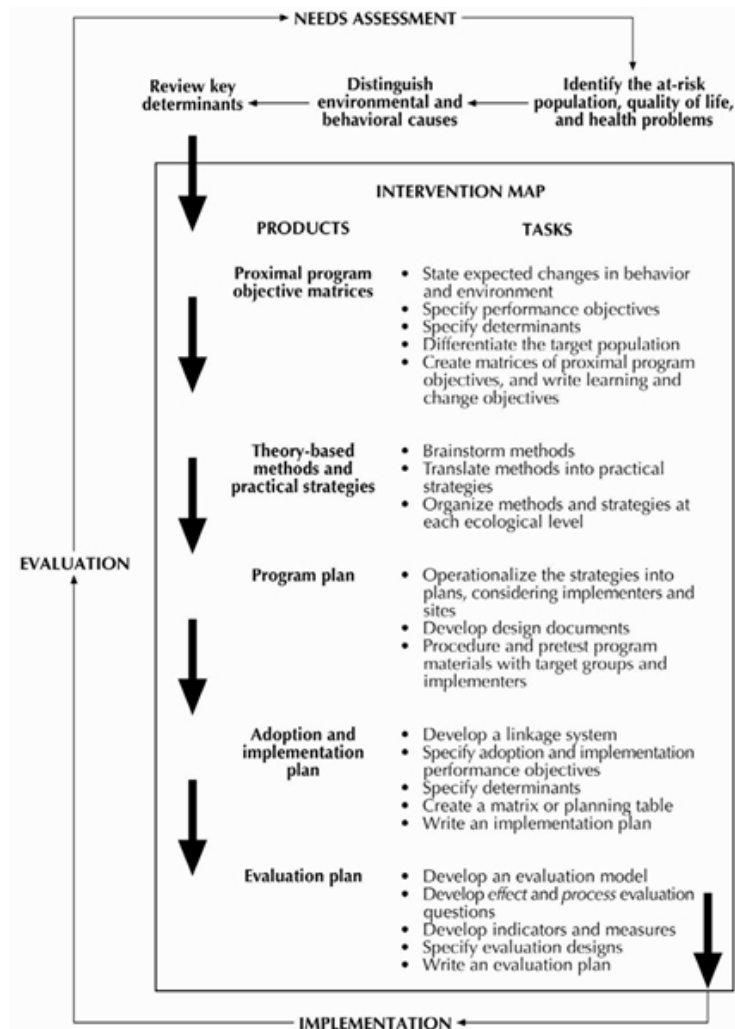 NEEDS ASSESSMENT
Review key
determinants
Distinguish
environmental and
behavioral causes
Identify the at-risk
population, quality of life,
and health problems
INTERVENTION MAP
PRODUCTS
TASKS
Proximal program
objective matrices
• State expected changes in behavior
and environment
• Specify performance objectives
• Specify determinants
• Differentiate the target population
• Create matrices of proximal program
objectives, and write learning and
change objectives
Theory-based
methods and
practical strategies
• Brainstorm methods
• Translate methods into practical
strategies
• Organize methods and strategies at
each ecological level
EVALUATION
Program plan
• Operationalize the strategies into
plans, considering implementers and
sites
• Develop design documents
• Procedure and pretest program
materials with target groups and
implementers
Adoption and
implementation
plan
• Develop a linkage system
• Specify adoption and implementation
performance objectives
• Specify determinants
• Create a matrix or planning table
• Write an implementation plan
Evaluation plan
• Develop an evaluation model
• Develop effect and process evaluation
questions
• Develop indicators and measures
• Specify evaluation designs
• Write an evaluation plan
IMPLEMENTATION